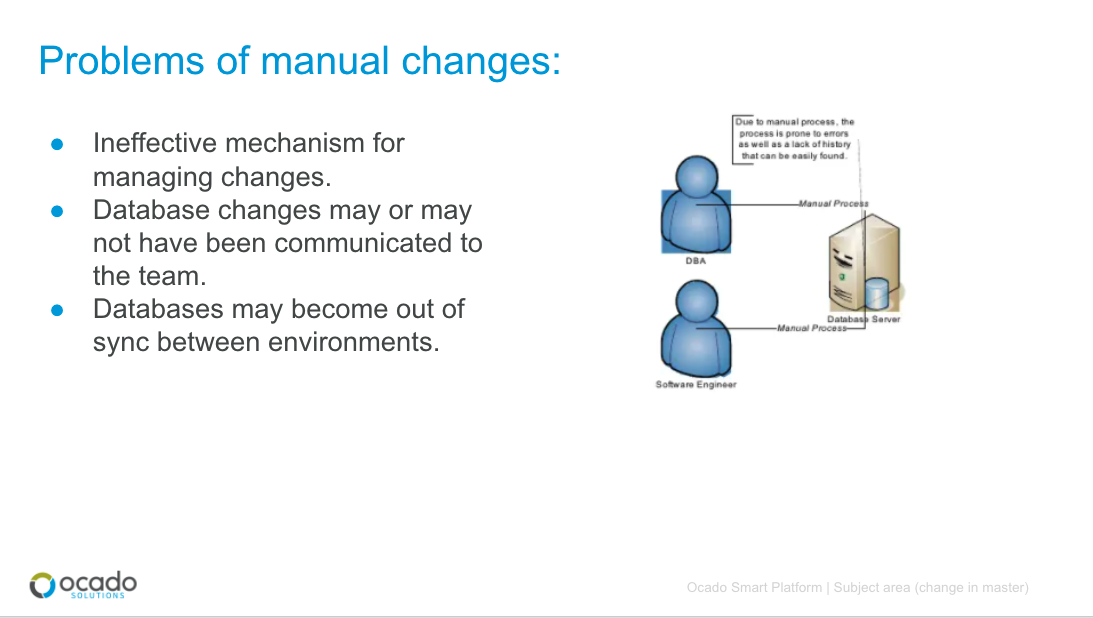 Problems of manual changes:
● Ineffective mechanism for
managing changes.
● Database changes may or may
not have been communicated to
the team.
● Databases may become out of
sync between environments.
Due to manual process, the
process is prone to errors
as well as a lack of history
that can be easily found.
Manual Process
DBA
Database Server
Manual Process
Software Engineer
ocado
SOLUTIONS
Ocado Smart Platform | Subject area (change in master)